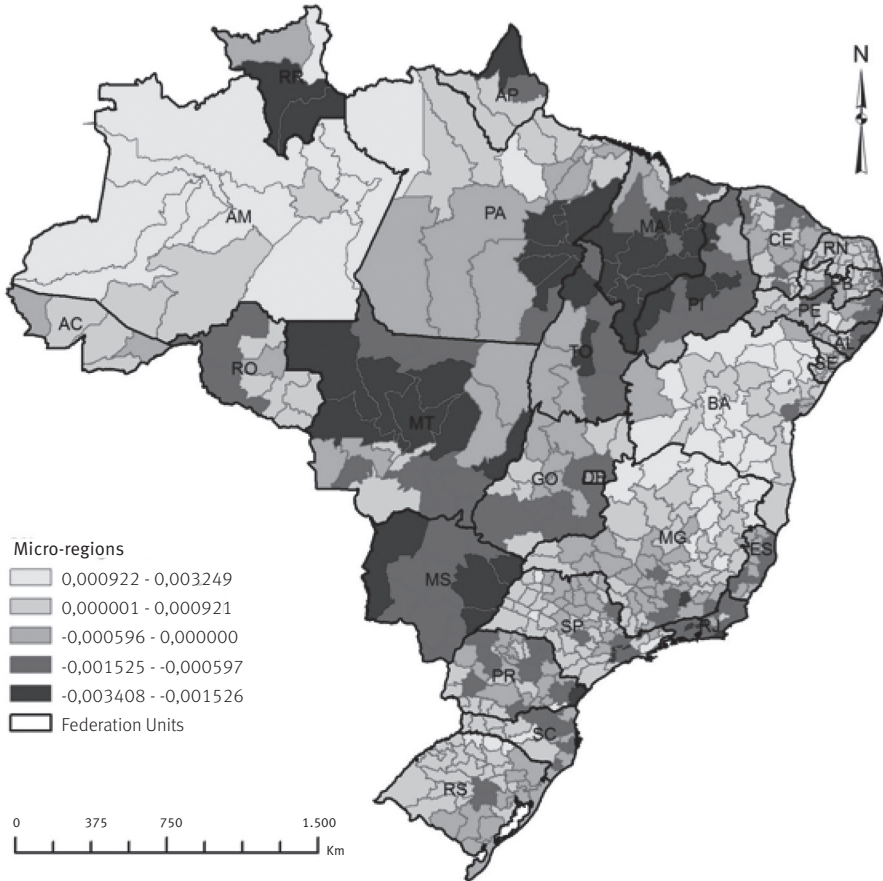 N
RR
AP
AM
PA
MA
CE
RN
PB
PI
PE
AL
SE
AC
RO
TO
BA
MT
GO
DF
MG
ES
MS
SP
RJ
PR
SC
RS
Micro-regions
0,000922 - 0,003249
0,000001 - 0,000921
-0,000596 - 0,000000
-0,001525 - -0,000597
-0,003408 - -0,001526
Federation Units
0 375 750 1.500
Km